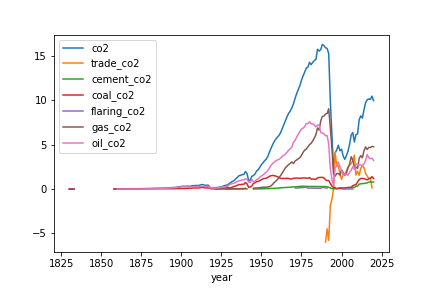 co2
trade_co2
cement_co2
coal_co2
flaring_co2
gas_co2
oil_co2
15
10
5
0
−5
1825 1850 1875 1900 1925 1950 1975 2000 2025
year